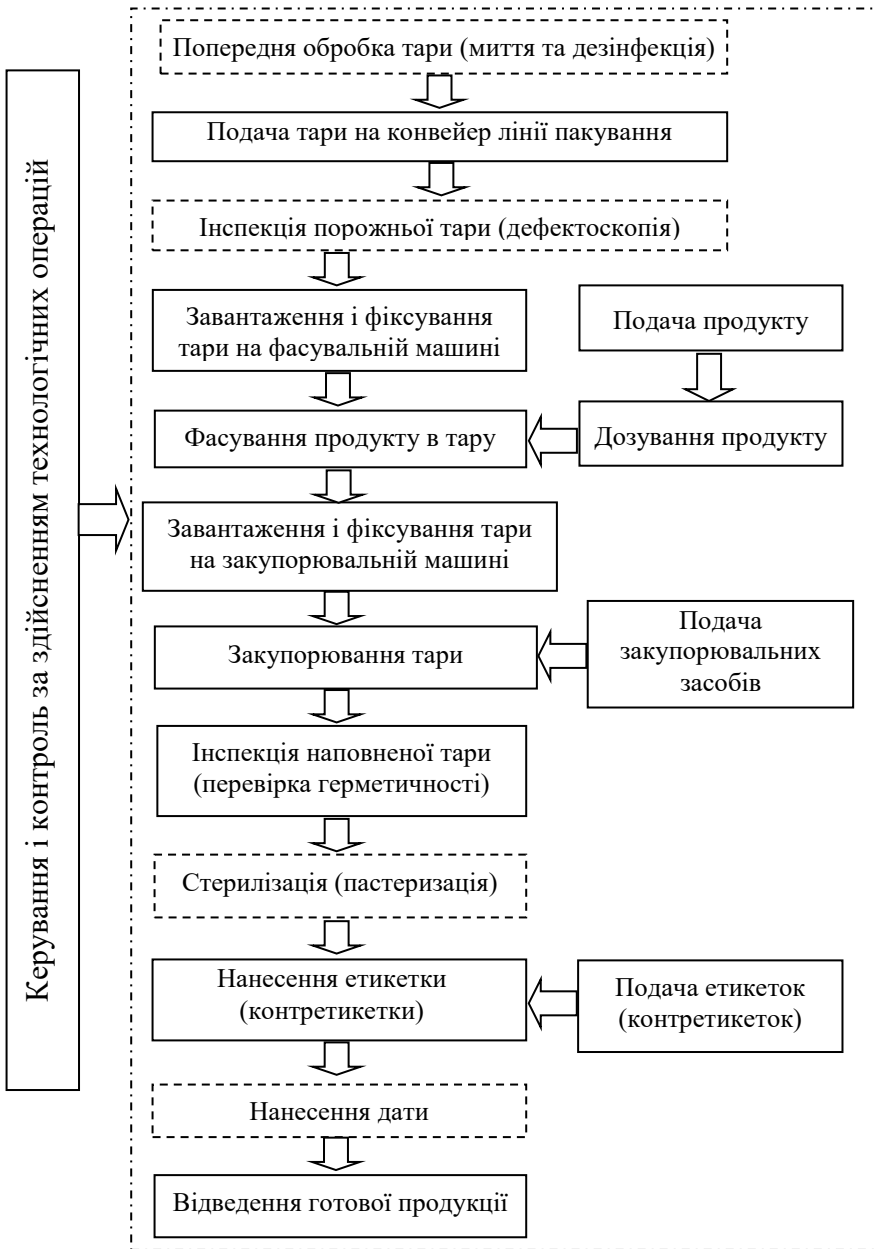 Керування і контроль за здійсненням технологічних операцій
Попередня обробка тари (миття та дезінфекція)
Подача тари на конвейер лінії пакування
Інспекція порожньої тари (дефектоскопія)
Завантаження і фіксування
тари на фасувальній машині
Подача продукту
Фасування продукту в тару
Дозування продукту
Завантаження і фіксування тари
на закупорювальній машині
Закупорювання тари
Подача
закупорювальних
засобів
Інспекція наповненої тари
(перевірка герметичності)
Стерилізація (пастеризація)
Нанесення етикетки
(контретикетки)
Подача етикеток
(контретикеток)
Нанесення дати
Відведення готової продукції